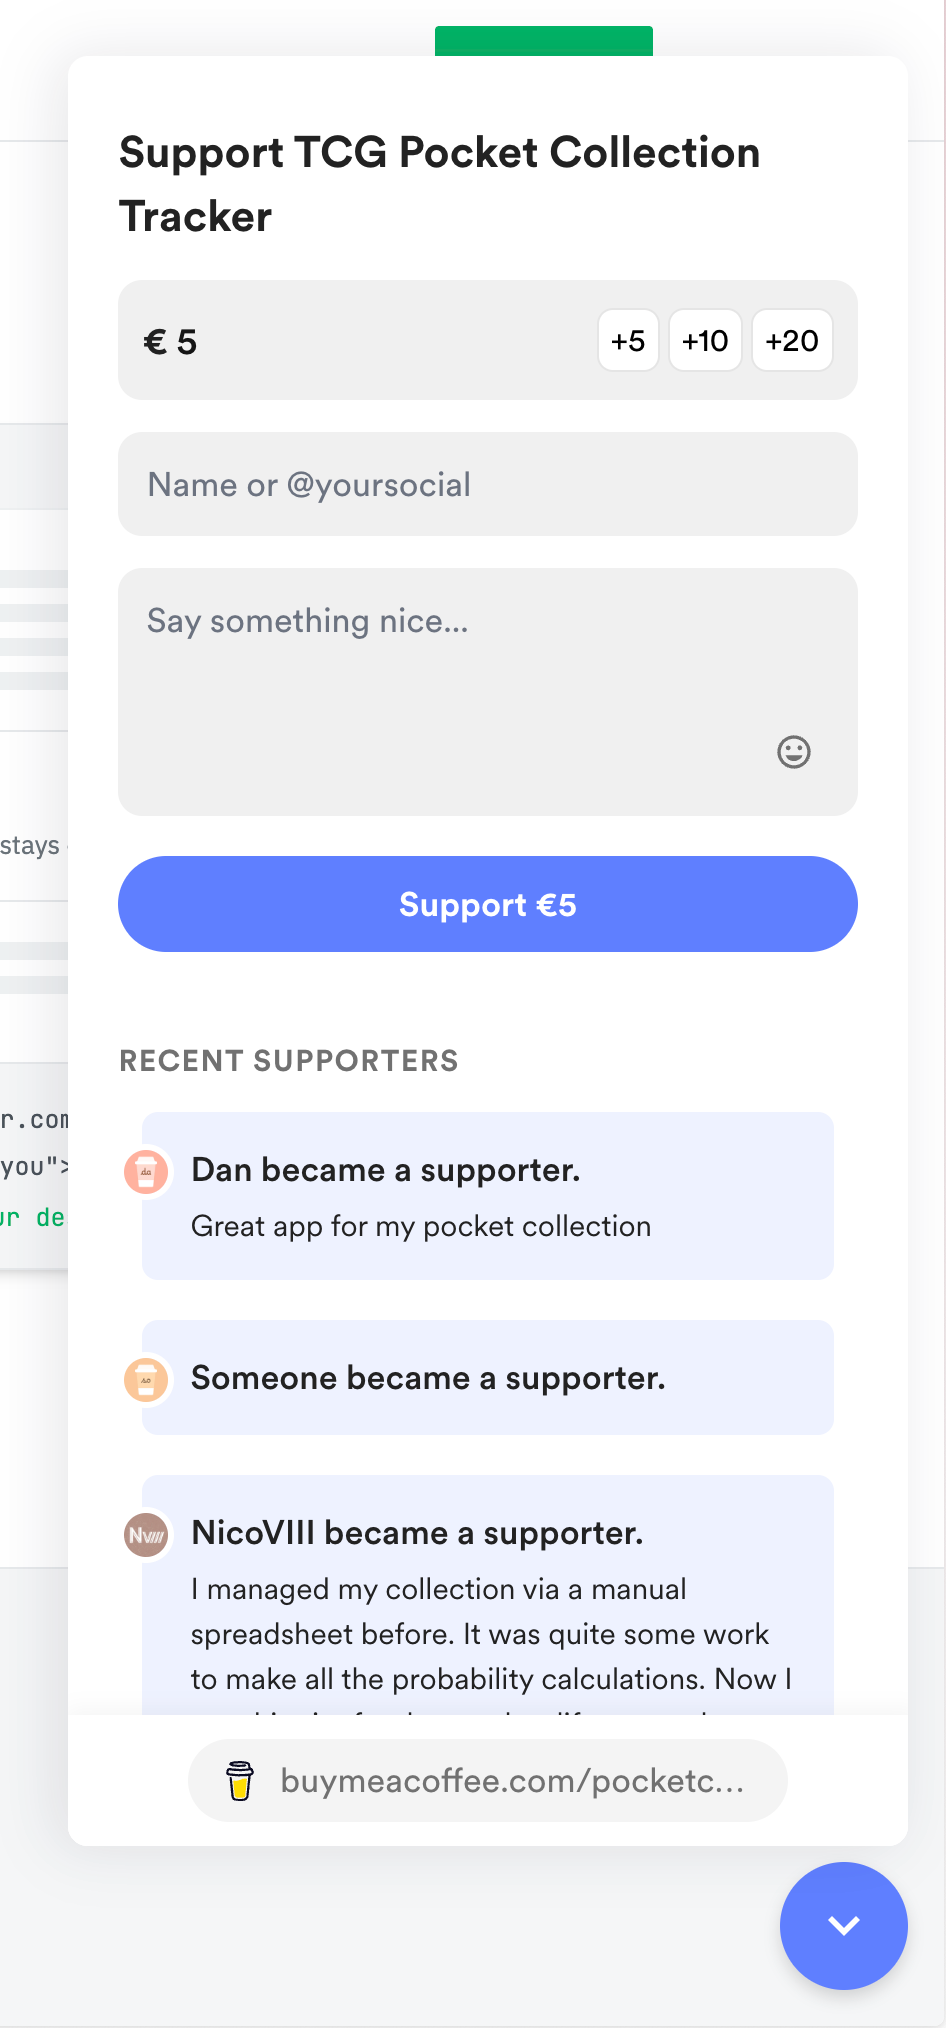 Support TCG Pocket Collection
Tracker
€ 5
+5
+10
+20
Name or @yoursocial
Say something nice...
stays
Support €5
RECENT SUPPORTERS
r.com
you">
ur de
Dan became a supporter.
Great app for my pocket collection
Someone became a supporter.
NicoVIII became a supporter.
I managed my collection via a manual
spreadsheet before. It was quite some work
to make all the probability calculations. Now I
buymeacoffee.com/pocketc...